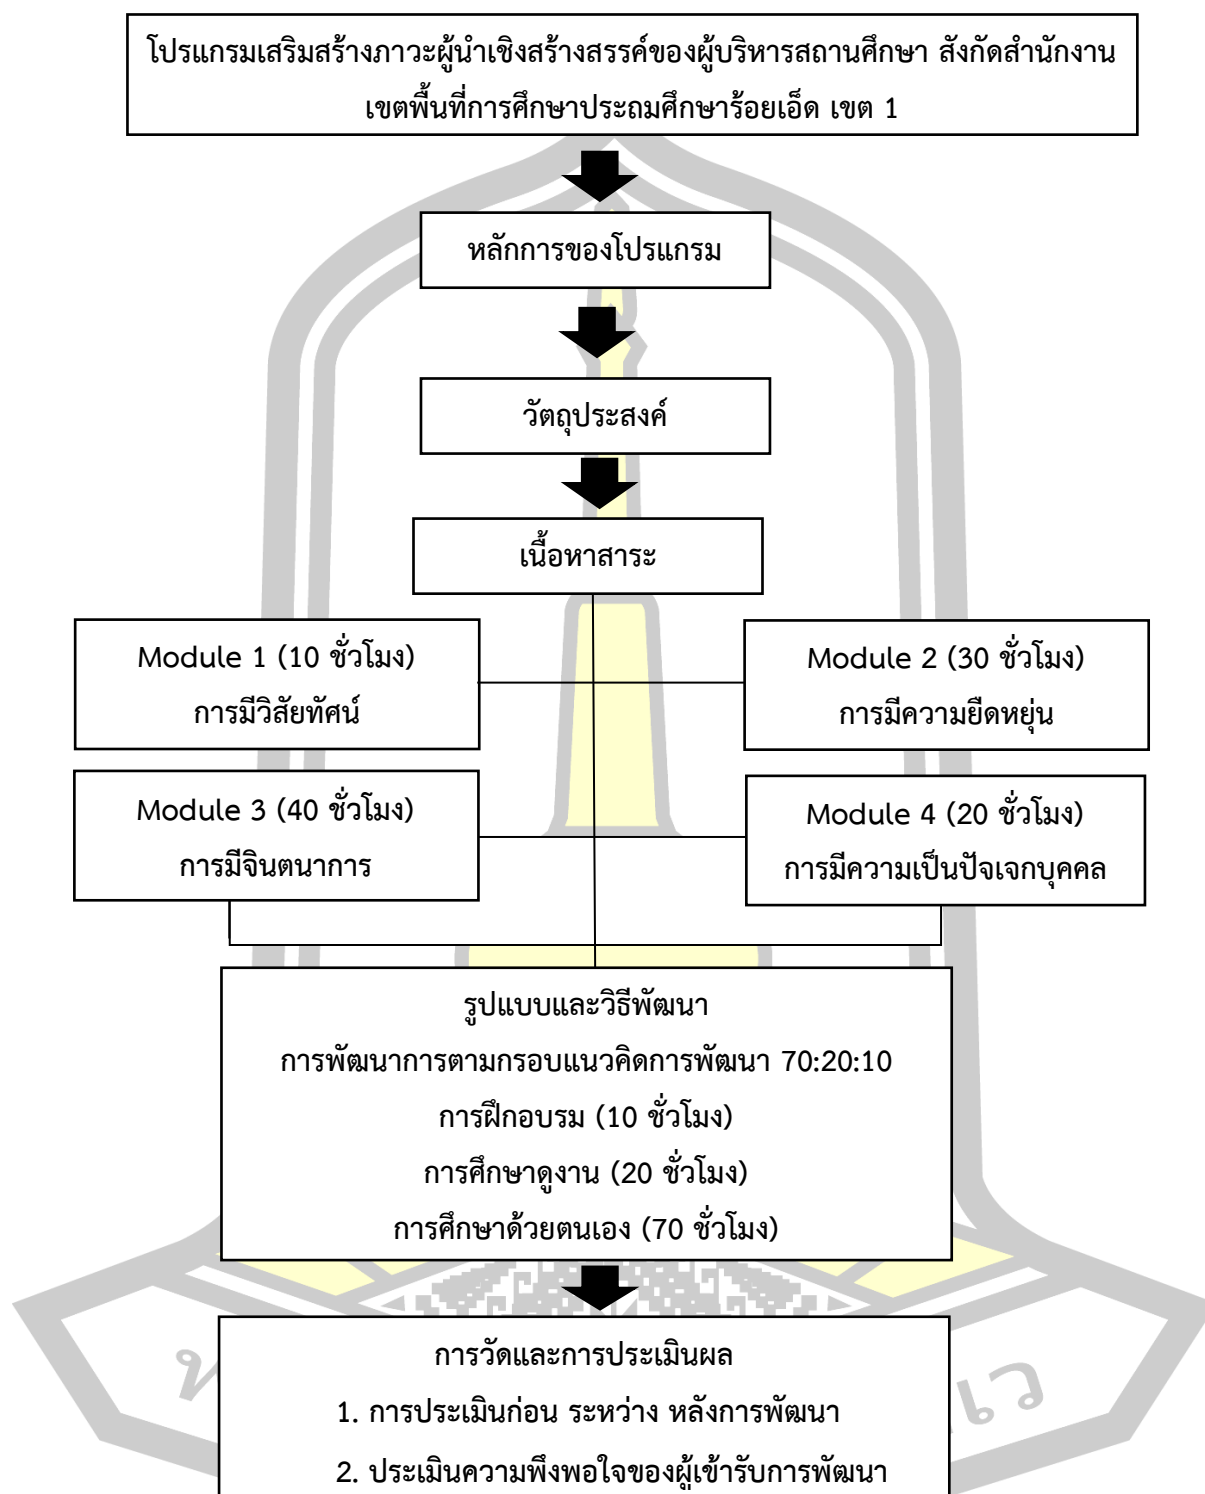 โปรแกรมเสริมสร้างภาวะผู้นำเชิงสร้างสรรค์ของผู้บริหารสถานศึกษา สังกัดสำนักงาน
เขตพื้นที่การศึกษาประถมศึกษาร้อยเอ็ด เขต 1
หลักการของโปรแกรม
วัตถุประสงค์
เนื้อหาสาระ
Module 1 (10 ชั่วโมง)
การมีวิสัยทัศน์
Module 2 (30 ชั่วโมง)
การมีความยืดหยุ่น
Module 3 (40 ชั่วโมง)
การมีจินตนาการ
Module 4 (20 ชั่วโมง)
การมีความเป็นปัจเจกบุคคล
รูปแบบและวิธีพัฒนา
การพัฒนาการตามกรอบแนวคิดการพัฒนา 70:20:10
การฝึกอบรม (10 ชั่วโมง)
การศึกษาดูงาน (20 ชั่วโมง)
การศึกษาด้วยตนเอง (70 ชั่วโมง)
การวัดและการประเมินผล
1. การประเมินก่อน ระหว่าง หลังการพัฒนา
2. ประเมินความพึงพอใจของผู้เข้ารับการพัฒนา